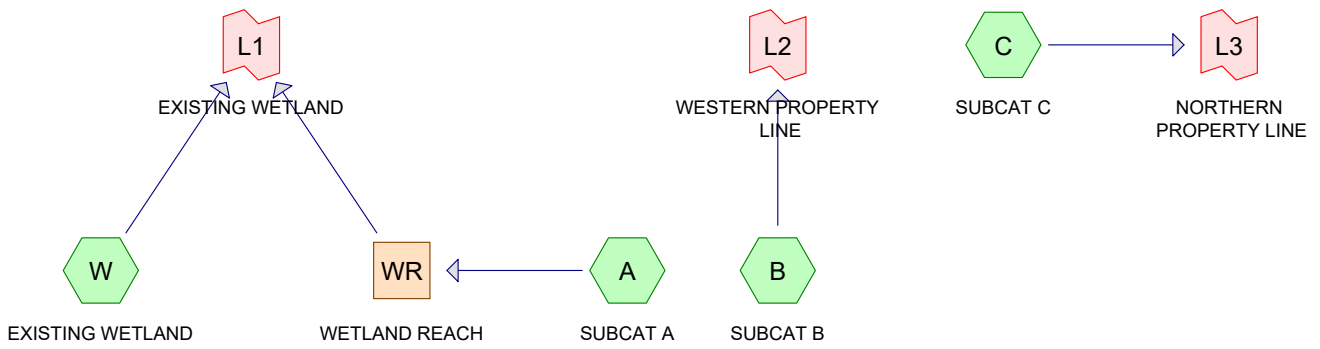 L1
EXISTING WETLAND
L2
WESTERN PROPERTY
LINE
C
SUBCAT C
L3
NORTHERN
PROPERTY LINE
W
EXISTING WETLAND
WR
WETLAND REACH
A
SUBCAT A
B
SUBCAT B